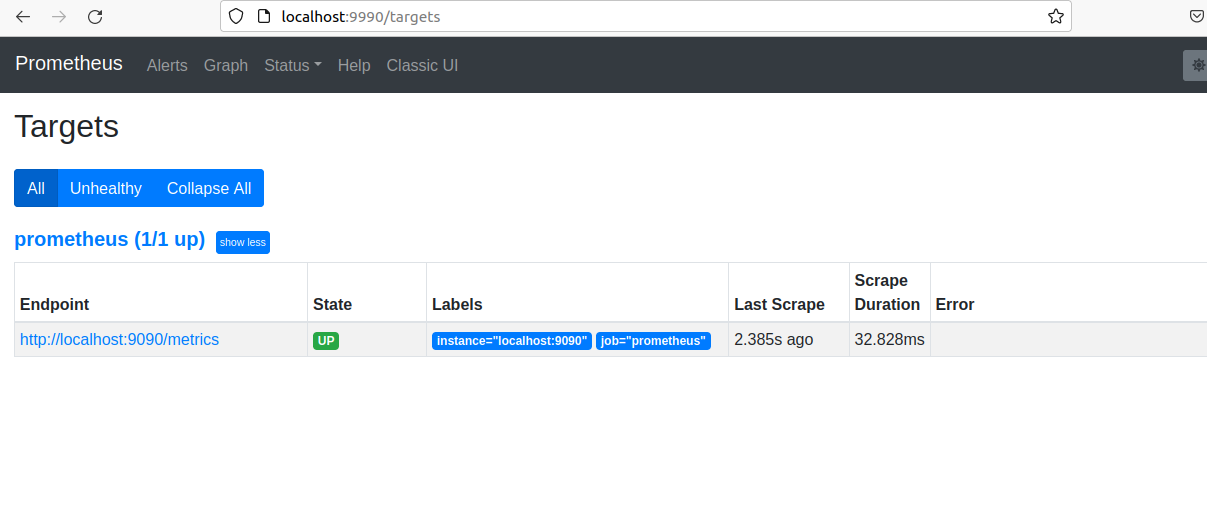 localhost:9990/targets
Prometheus Alerts Graph Status Help Classic UI
Targets
All Unhealthy Collapse All
prometheus (1/1 up) show less
Endpoint State Labels Last Scrape Scrape Duration Error
http://localhost:9090/metrics UP instance="localhost:9090" job="prometheus" 2.385s ago 32.828ms